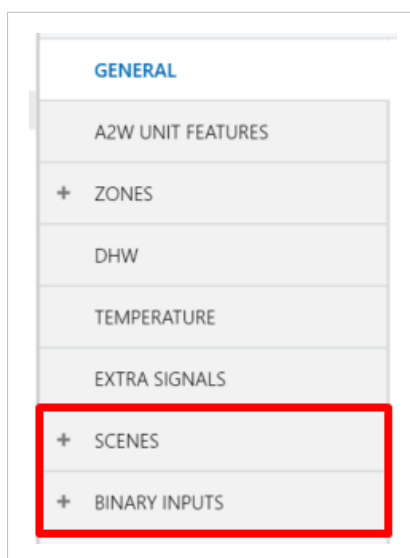 GENERAL
A2W UNIT FEATURES
+ ZONES
DHW
TEMPERATURE
EXTRA SIGNALS
+ SCENES
+ BINARY INPUTS